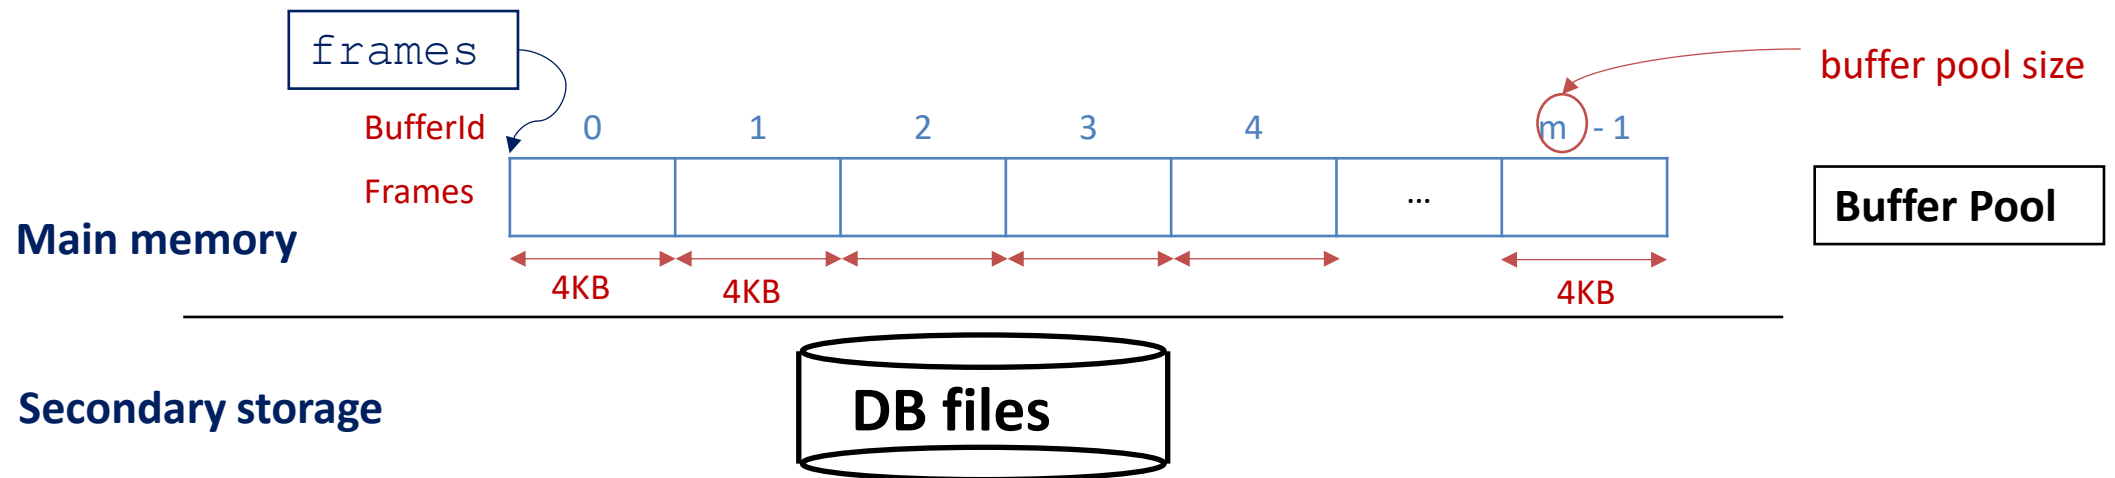 frames
buffer pool size
BufferId 0 1 2 3 4 m - 1
Frames ...
Buffer Pool
Main memory
4KB 4KB 4KB
Secondary storage
DB files